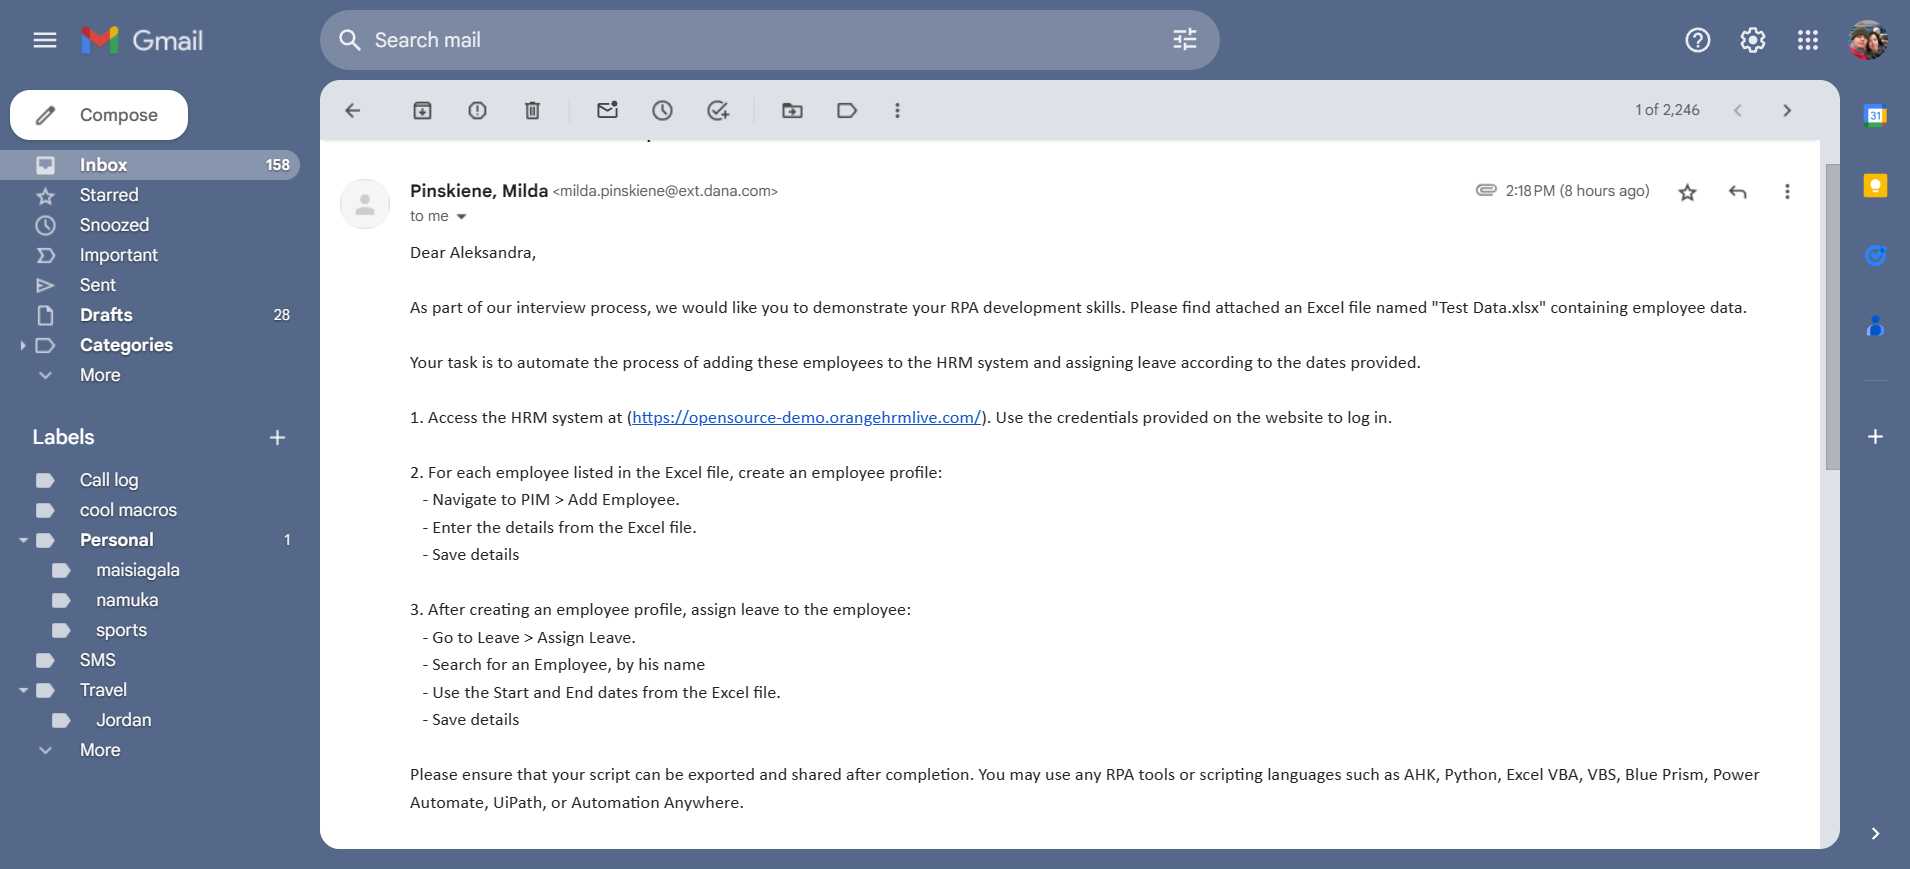 Gmail
Search mail
Compose
1 of 2,246
31
Inbox 158
Starred
Snoozed
Important
Sent
Drafts 28
Categories
More
Labels
Call log
cool macros
Personal 1
maisiagala
namuka
sports
SMS
Travel
Jordan
More
Pinskiene, Milda <milda.pinskiene@ext.dana.com> 2:18 PM (8 hours ago)
to me
Dear Aleksandra,
As part of our interview process, we would like you to demonstrate your RPA development skills. Please find attached an Excel file named "Test Data.xlsx" containing employee data.
Your task is to automate the process of adding these employees to the HRM system and assigning leave according to the dates provided.
1. Access the HRM system at (https://opensource-demo.orangehrmlive.com/). Use the credentials provided on the website to log in.
2. For each employee listed in the Excel file, create an employee profile:
- Navigate to PIM > Add Employee.
- Enter the details from the Excel file.
- Save details
3. After creating an employee profile, assign leave to the employee:
- Go to Leave > Assign Leave.
- Search for an Employee, by his name
- Use the Start and End dates from the Excel file.
- Save details
Please ensure that your script can be exported and shared after completion. You may use any RPA tools or scripting languages such as AHK, Python, Excel VBA, VBS, Blue Prism, Power
Automate, UiPath, or Automation Anywhere.